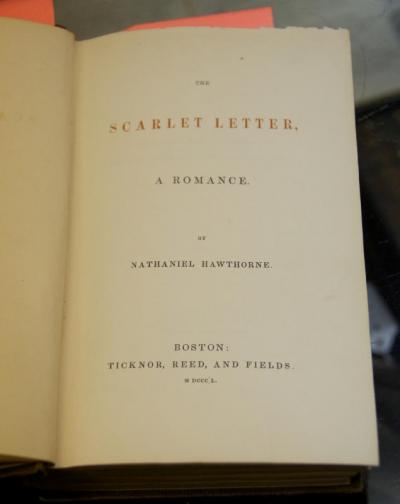 THE
SCARLET LETTER,
A ROMANCE.
BY
NATHANIEL HAWTHORNE.
BOSTON:
TICKNOR, REED, AND FIELDS.
M DCCC L.